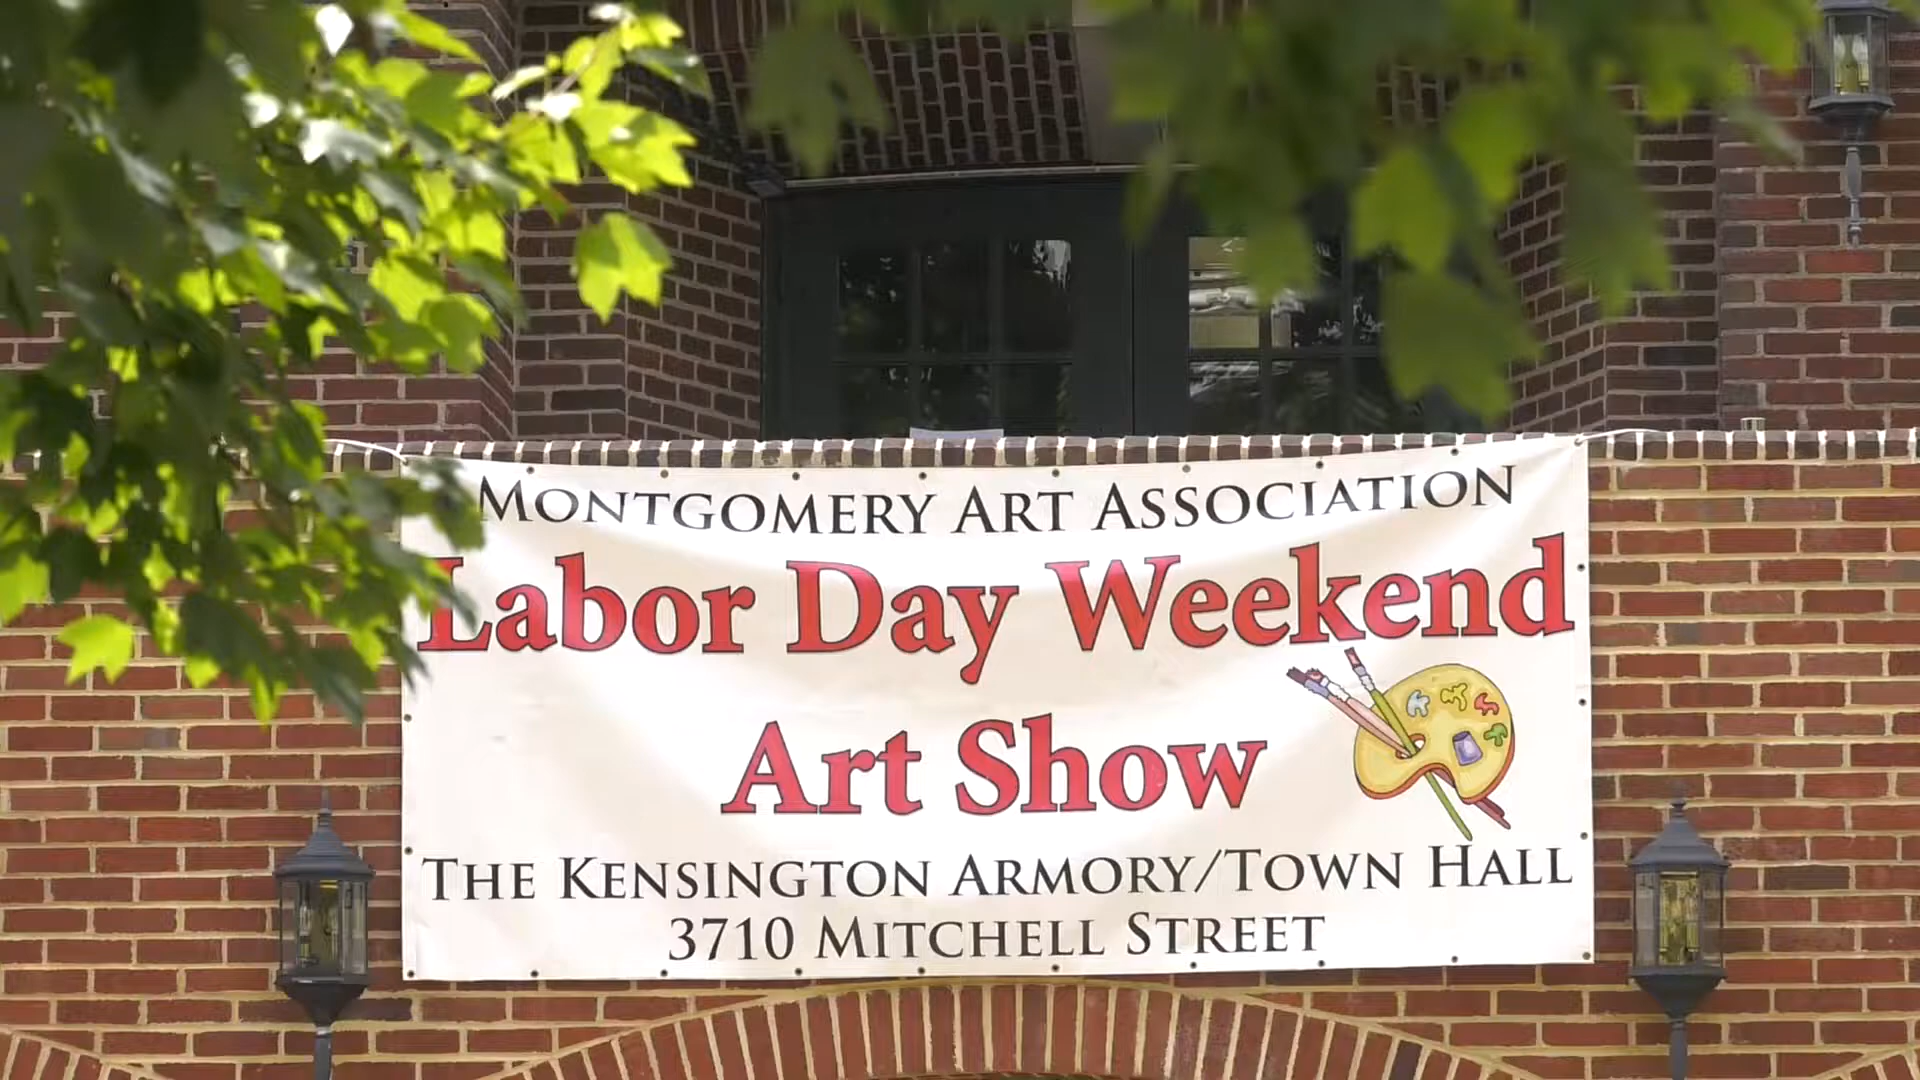 Montgomery Art Association
Labor Day Weekend
Art Show
The Kensington Armory/Town Hall
3710 Mitchell Street